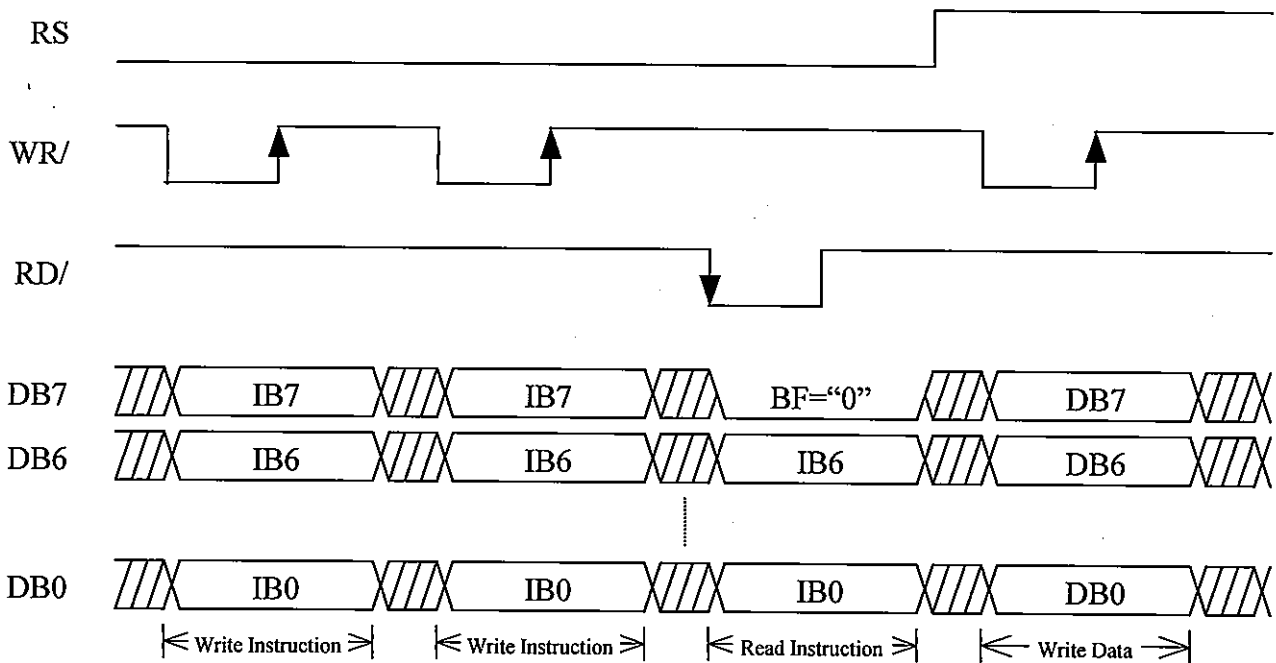 RS
WR/
RD/
DB7 IB7 IB7 BF=“0” DB7
DB6 IB6 IB6 IB6 DB6
DB0 IB0 IB0 IB0 DB0
Write Instruction Write Instruction Read Instruction Write Data